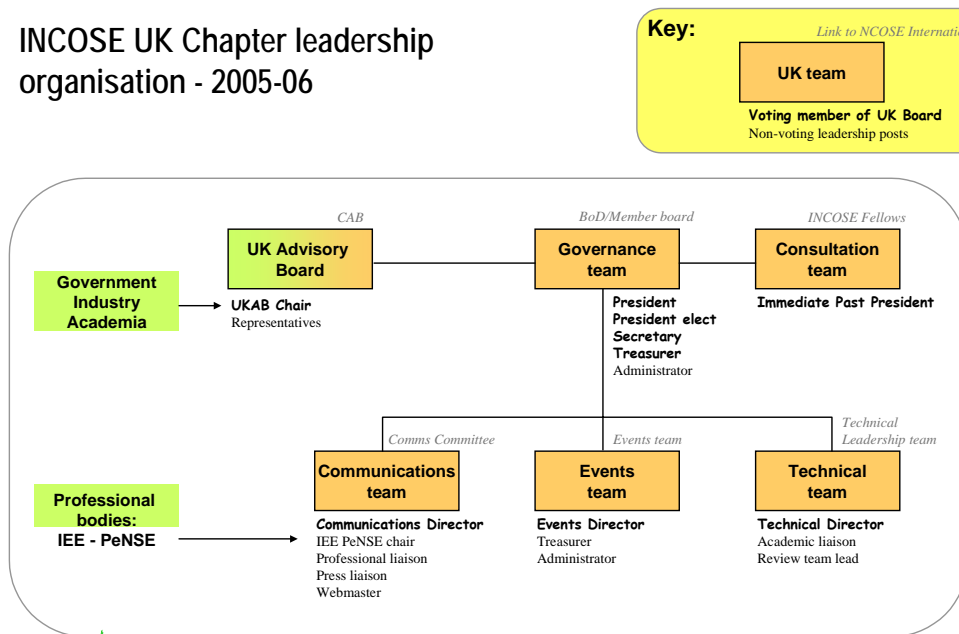 INCOSE UK Chapter leadership
organisation - 2005-06
Key:
Link to NCOSE Internatio
UK team
Voting member of UK Board
Non-voting leadership posts
CAB
BoD/Member board
INCOSE Fellows
UK Advisory
Board
Governance
team
Consultation
team
Government
Industry
Academia
UKAB Chair
Representatives
President
President elect
Secretary
Treasurer
Administrator
Immediate Past President
Comms Committee
Events team
Technical
Leadership team
Communications
team
Events
team
Technical
team
Professional
bodies:
IEE - PeNSE
Communications Director
IEE PeNSE chair
Professional liaison
Press liaison
Webmaster
Events Director
Treasurer
Administrator
Technical Director
Academic liaison
Review team lead